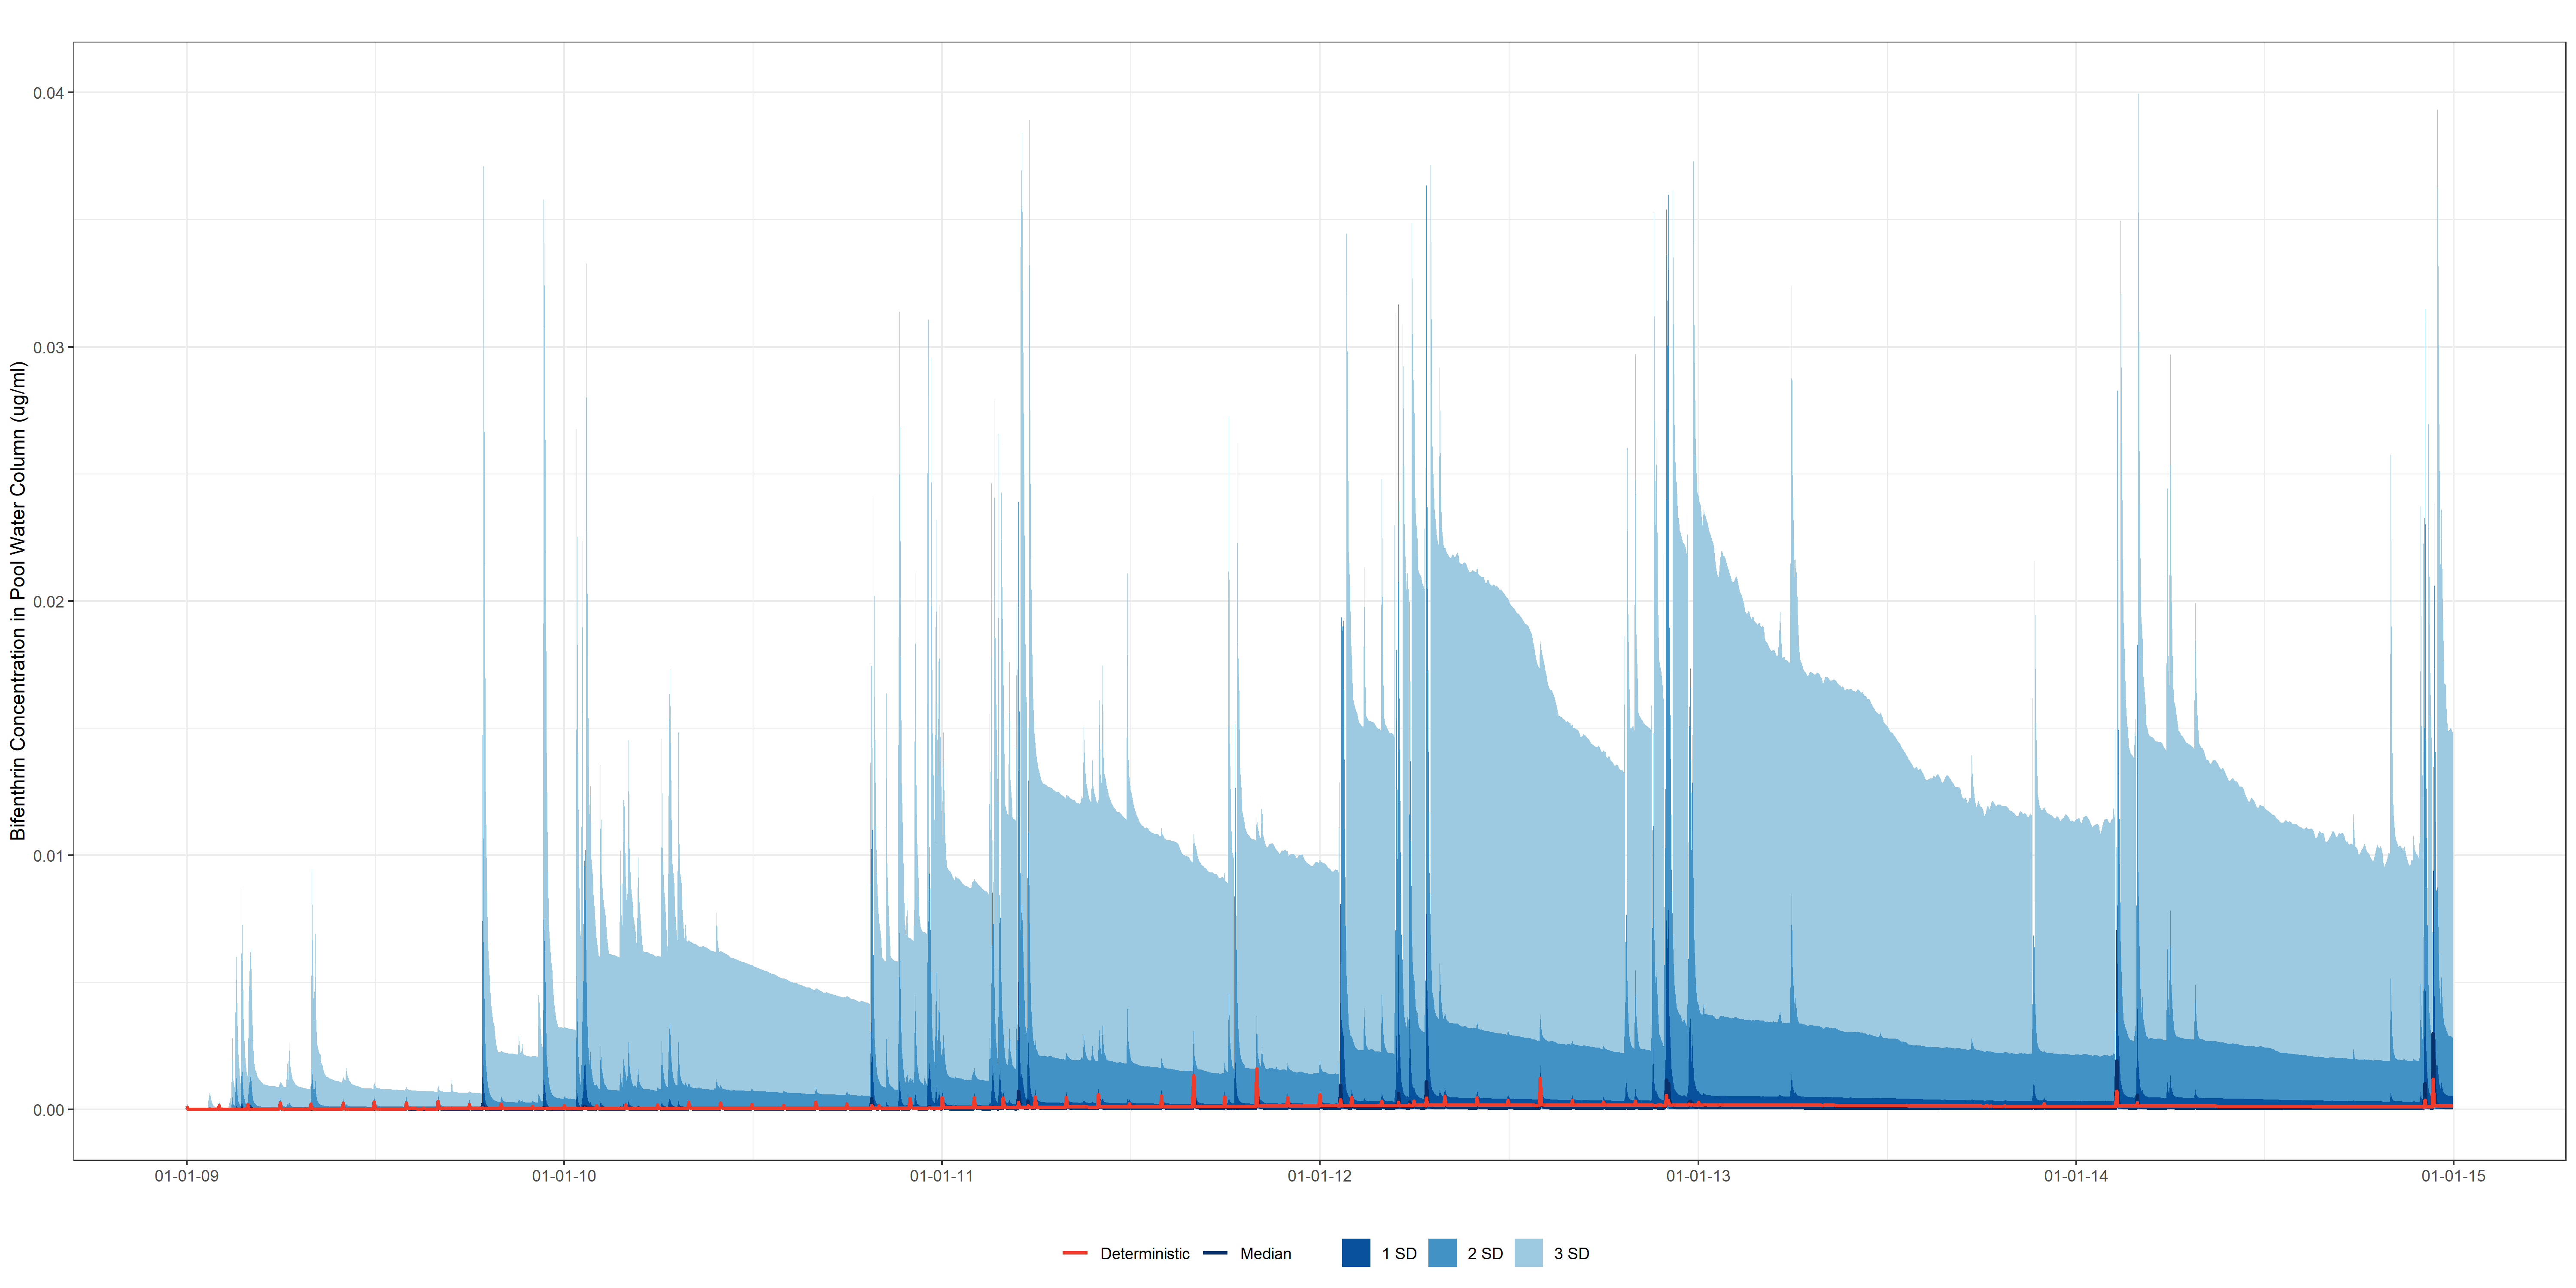 Bifenthrin Concentration in Pool Water Column (ug/ml)
0.04
0.03
0.02
0.01
0.00
01-01-09 01-01-10 01-01-11 01-01-12 01-01-13 01-01-14 01-01-15
Deterministic Median 1 SD 2 SD 3 SD